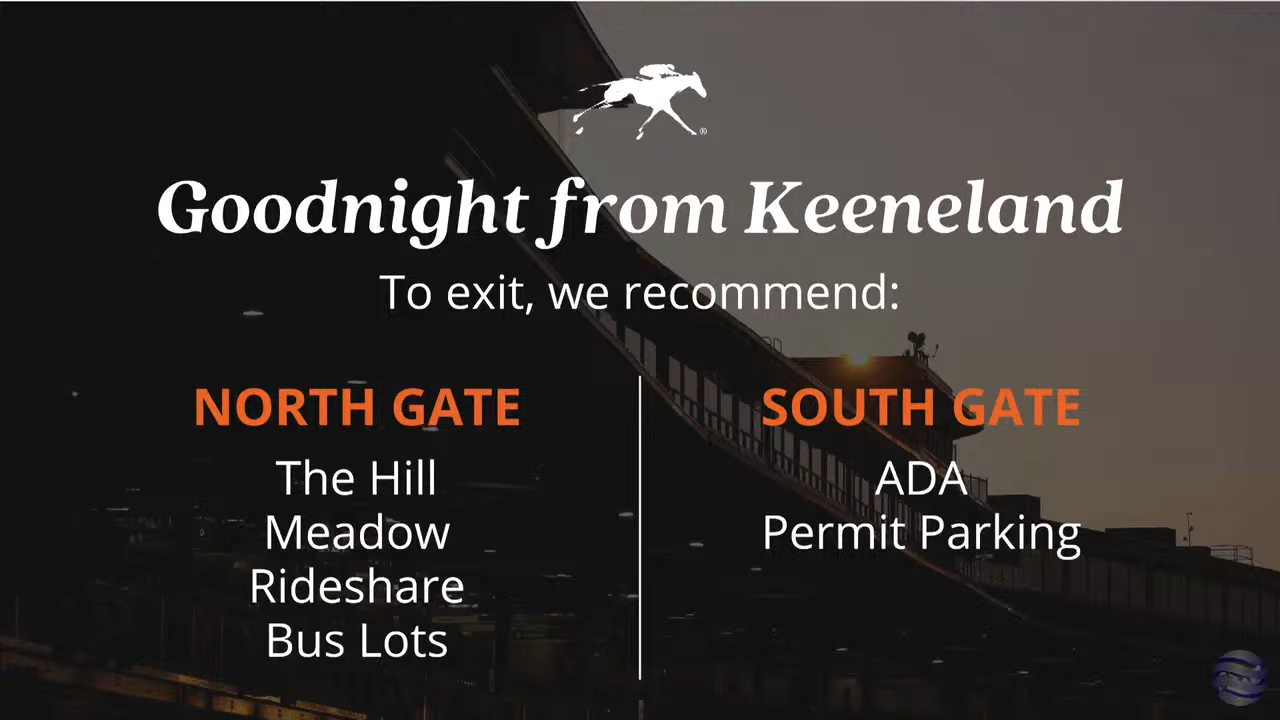 Goodnight from Keeneland
To exit, we recommend:
NORTH GATE
The Hill
Meadow
Rideshare
Bus Lots
SOUTH GATE
ADA
Permit Parking